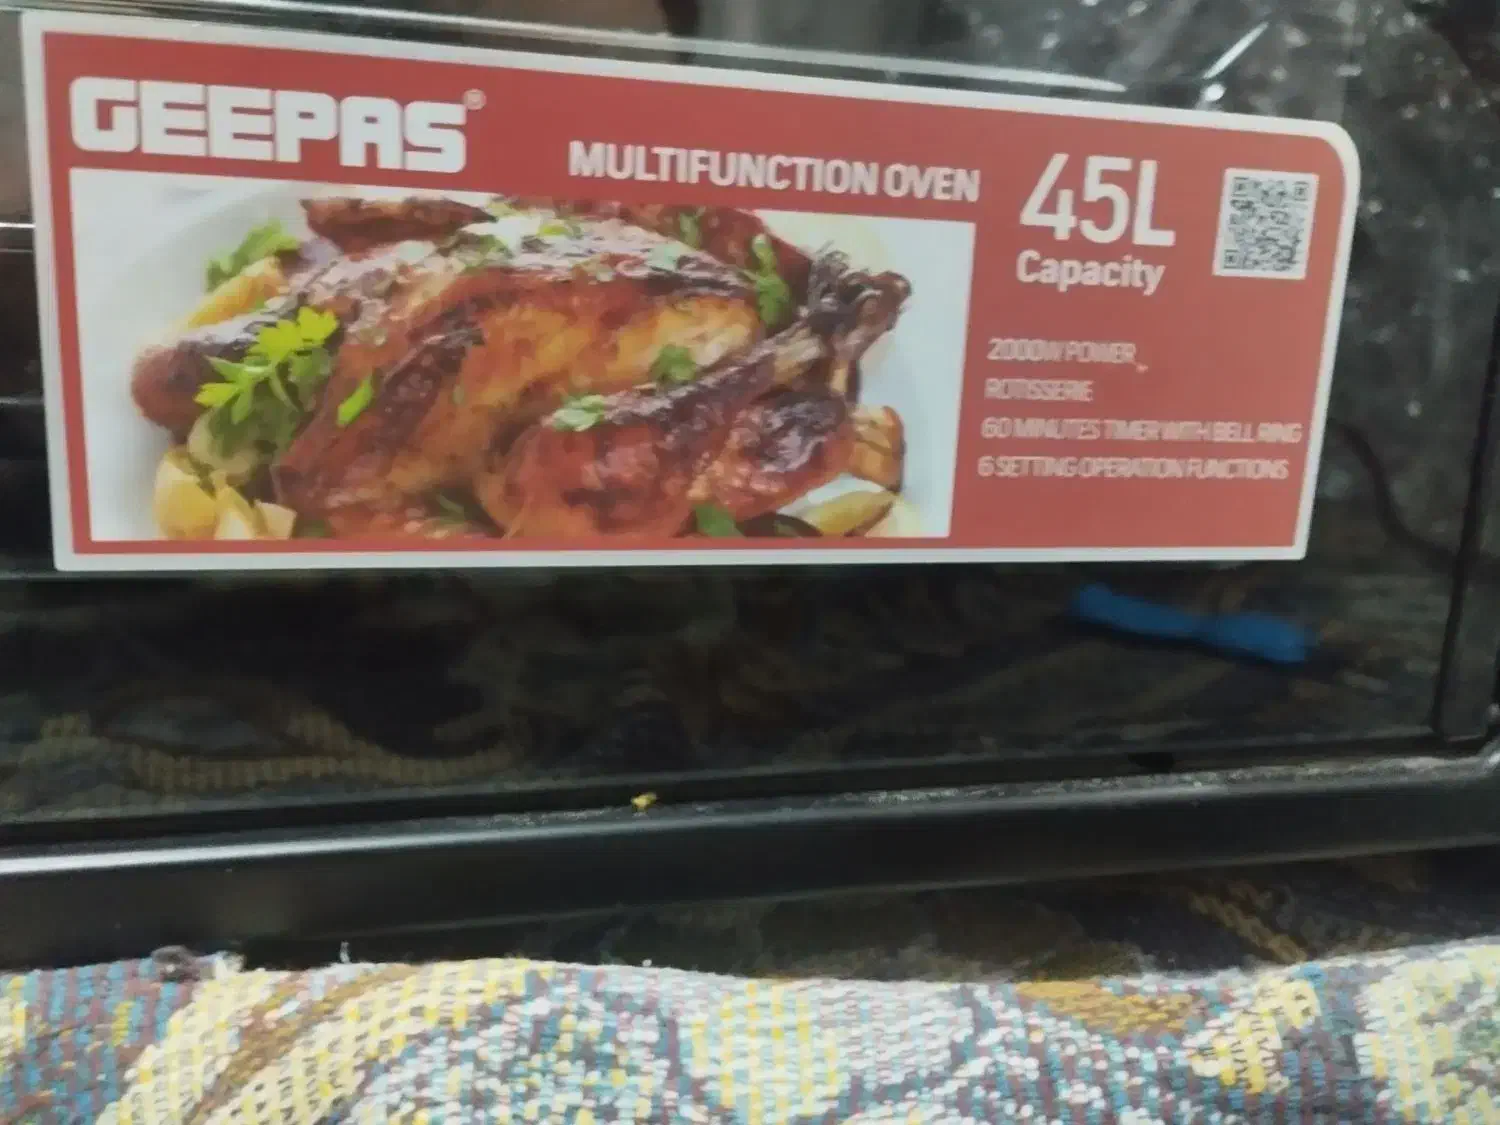 GEEPAS®
MULTIFUNCTION OVEN
45L
Capacity
2000W POWER
ROTISSERIE
60 MINUTES TIMER WITH BELL RING
6 SETTING OPERATION FUNCTIONS